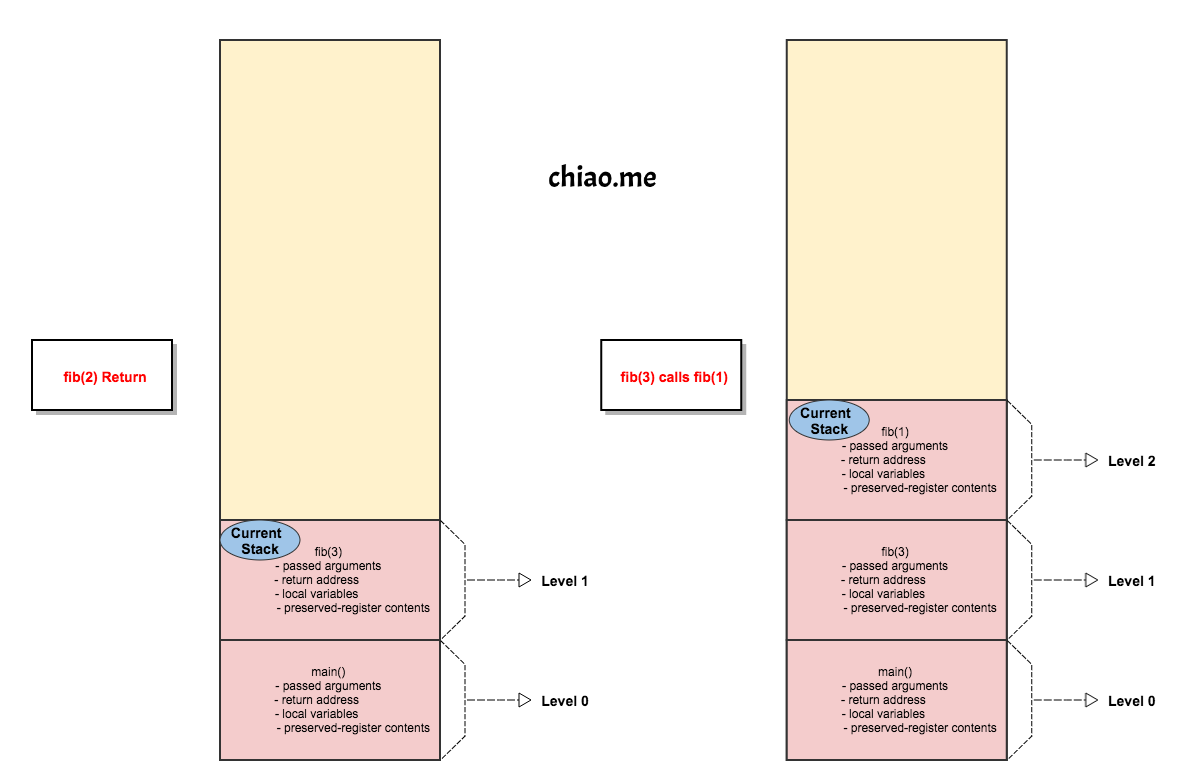 chiao.me
fib(2) Return
Current
Stack
fib(3)
- passed arguments
- return address
- local variables
- preserved-register contents
Level 1
main()
- passed arguments
- return address
- local variables
- preserved-register contents
Level 0
fib(3) calls fib(1)
Current
Stack
fib(1)
- passed arguments
- return address
- local variables
- preserved-register contents
Level 2
fib(3)
- passed arguments
- return address
- local variables
- preserved-register contents
Level 1
main()
- passed arguments
- return address
- local variables
- preserved-register contents
Level 0